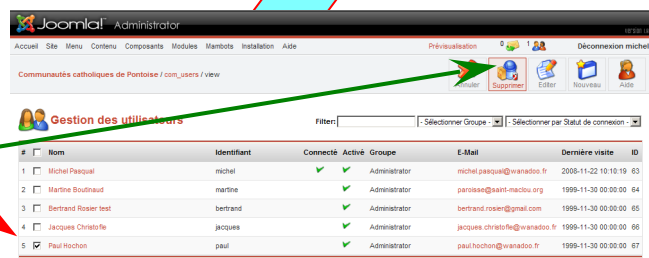 Joomla! Administrator
Accueil Site Menu Contenu Composants Modules Mambots Installation Aide Prévisualisation 0 1 Déconnexion michel
Communautés catholiques de Pontoise / com_users / view
Annuler Supprimer Editer Nouveau Aide
Gestion des utilisateurs Filter: - Sélectionner Groupe - - Sélectionner par Statut de connexion -
# Nom Identifiant Connecté Activé Groupe E-Mail Dernière visite ID
1 Michel Pasqual michel Administrator michel.pasqual@wanadoo.fr 2008-11-22 10:10:19 63
2 Martine Boutinaud martine Administrator paroisse@saint-maclou.org 1999-11-30 00:00:00 64
3 Bertrand Rosier test bertrand Administrator bertrand.rosier@gmail.com 1999-11-30 00:00:00 65
4 Jacques Christofle jacques Administrator jacques.christofle@wanadoo.fr 1999-11-30 00:00:00 66
5 Paul Hochon paul Administrator paul.hochon@wanadoo.fr 1999-11-30 00:00:00 67